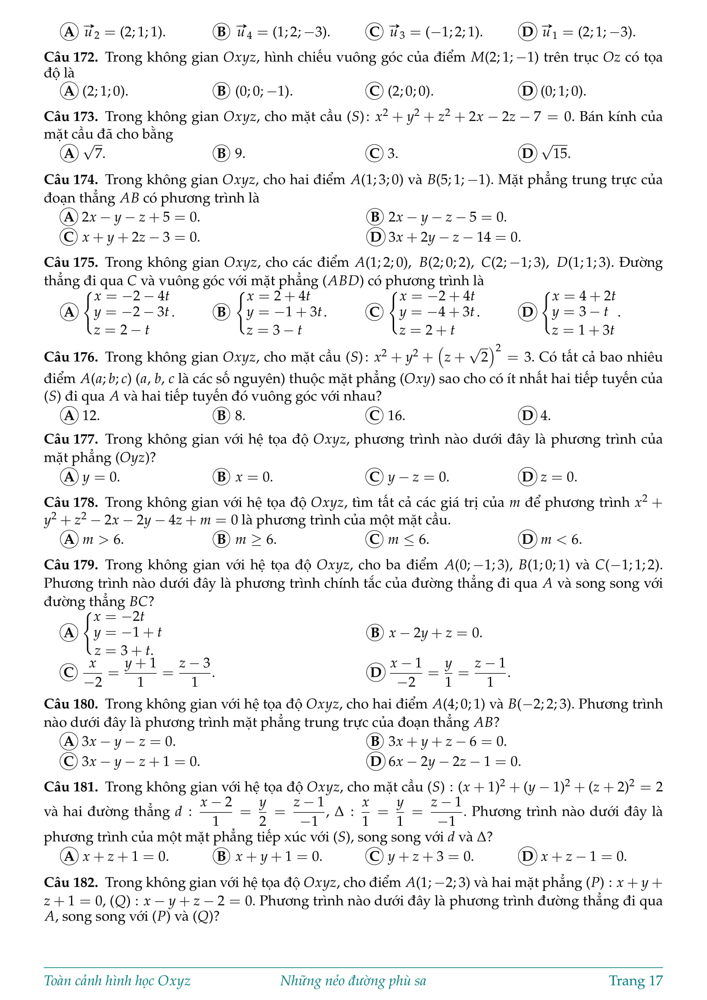 Ⓐ $\vec{u}_2 = (2; 1; 1)$. Ⓑ $\vec{u}_4 = (1; 2; -3)$. Ⓒ $\vec{u}_3 = (-1; 2; 1)$. Ⓓ $\vec{u}_1 = (2; 1; -3)$.
Câu 172. Trong không gian Oxyz, hình chiếu vuông góc của điểm M(2; 1; −1) trên trục Oz có tọa
độ là
Ⓐ (2; 1; 0). Ⓑ (0; 0; −1). Ⓒ (2; 0; 0). Ⓓ (0; 1; 0).
Câu 173. Trong không gian Oxyz, cho mặt cầu (S): $x^2 + y^2 + z^2 + 2x - 2z - 7 = 0$. Bán kính của
mặt cầu đã cho bằng
Ⓐ $\sqrt{7}$. Ⓑ 9. Ⓒ 3. Ⓓ $\sqrt{15}$.
Câu 174. Trong không gian Oxyz, cho hai điểm A(1; 3; 0) và B(5; 1; −1). Mặt phẳng trung trực của
đoạn thẳng AB có phương trình là
Ⓐ 2x − y − z + 5 = 0. Ⓑ 2x − y − z − 5 = 0.
Ⓒ x + y + 2z − 3 = 0. Ⓓ 3x + 2y − z − 14 = 0.
Câu 175. Trong không gian Oxyz, cho các điểm A(1; 2; 0), B(2; 0; 2), C(2; −1; 3), D(1; 1; 3). Đường
thẳng đi qua C và vuông góc với mặt phẳng (ABD) có phương trình là
Ⓐ $\begin{cases} x = -2 - 4t \\ y = -2 - 3t \\ z = 2 - t \end{cases}$. Ⓑ $\begin{cases} x = 2 + 4t \\ y = -1 + 3t \\ z = 3 - t \end{cases}$. Ⓒ $\begin{cases} x = -2 + 4t \\ y = -4 + 3t \\ z = 2 + t \end{cases}$. Ⓓ $\begin{cases} x = 4 + 2t \\ y = 3 - t \\ z = 1 + 3t \end{cases}$.
Câu 176. Trong không gian Oxyz, cho mặt cầu (S): $x^2 + y^2 + \left(z + \sqrt{2}\right)^2 = 3$. Có tất cả bao nhiêu
điểm A(a; b; c) (a, b, c là các số nguyên) thuộc mặt phẳng (Oxy) sao cho có ít nhất hai tiếp tuyến của
(S) đi qua A và hai tiếp tuyến đó vuông góc với nhau?
Ⓐ 12. Ⓑ 8. Ⓒ 16. Ⓓ 4.
Câu 177. Trong không gian với hệ tọa độ Oxyz, phương trình nào dưới đây là phương trình của
mặt phẳng (Oyz)?
Ⓐ y = 0. Ⓑ x = 0. Ⓒ y − z = 0. Ⓓ z = 0.
Câu 178. Trong không gian với hệ tọa độ Oxyz, tìm tất cả các giá trị của m để phương trình $x^2 +$
$y^2 + z^2 - 2x - 2y - 4z + m = 0$ là phương trình của một mặt cầu.
Ⓐ m > 6. Ⓑ m ≥ 6. Ⓒ m ≤ 6. Ⓓ m < 6.
Câu 179. Trong không gian với hệ tọa độ Oxyz, cho ba điểm A(0; −1; 3), B(1; 0; 1) và C(−1; 1; 2).
Phương trình nào dưới đây là phương trình chính tắc của đường thẳng đi qua A và song song với
đường thẳng BC?
Ⓐ $\begin{cases} x = -2t \\ y = -1 + t \\ z = 3 + t. \end{cases}$ Ⓑ x − 2y + z = 0.
Ⓒ $\dfrac{x}{-2} = \dfrac{y + 1}{1} = \dfrac{z - 3}{1}$. Ⓓ $\dfrac{x - 1}{-2} = \dfrac{y}{1} = \dfrac{z - 1}{1}$.
Câu 180. Trong không gian với hệ tọa độ Oxyz, cho hai điểm A(4; 0; 1) và B(−2; 2; 3). Phương trình
nào dưới đây là phương trình mặt phẳng trung trực của đoạn thẳng AB?
Ⓐ 3x − y − z = 0. Ⓑ 3x + y + z − 6 = 0.
Ⓒ 3x − y − z + 1 = 0. Ⓓ 6x − 2y − 2z − 1 = 0.
Câu 181. Trong không gian với hệ tọa độ Oxyz, cho mặt cầu (S) : $(x + 1)^2 + (y - 1)^2 + (z + 2)^2 = 2$
và hai đường thẳng d : $\dfrac{x - 2}{1} = \dfrac{y}{2} = \dfrac{z - 1}{-1}$, Δ : $\dfrac{x}{1} = \dfrac{y}{1} = \dfrac{z - 1}{-1}$. Phương trình nào dưới đây là
phương trình của một mặt phẳng tiếp xúc với (S), song song với d và Δ?
Ⓐ x + z + 1 = 0. Ⓑ x + y + 1 = 0. Ⓒ y + z + 3 = 0. Ⓓ x + z − 1 = 0.
Câu 182. Trong không gian với hệ tọa độ Oxyz, cho điểm A(1; −2; 3) và hai mặt phẳng (P) : x + y +
z + 1 = 0, (Q) : x − y + z − 2 = 0. Phương trình nào dưới đây là phương trình đường thẳng đi qua
A, song song với (P) và (Q)?
Toàn cảnh hình học Oxyz Những nẻo đường phù sa Trang 17